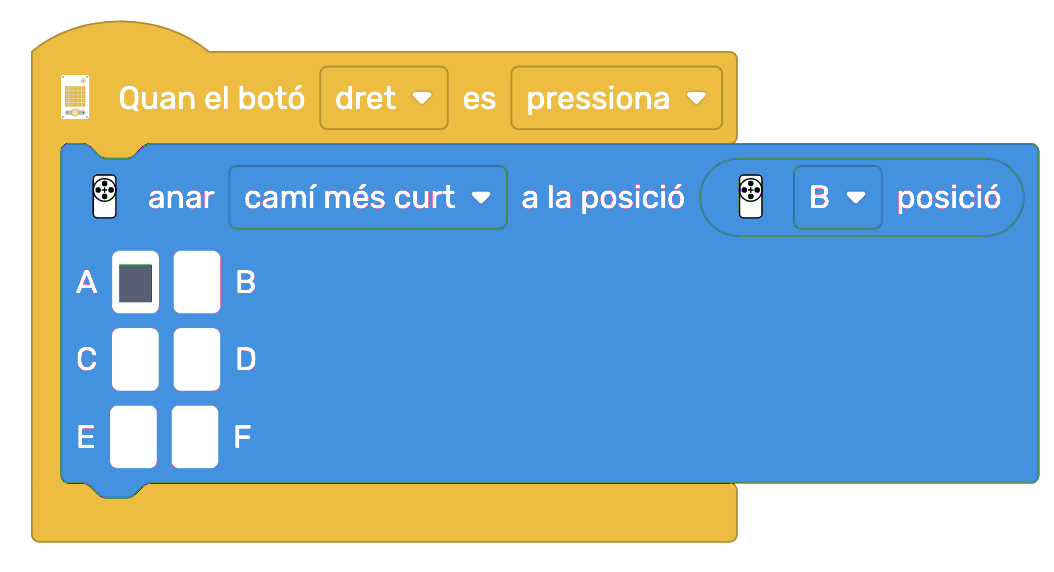 Quan el botó dret es pressiona
anar camí més curt a la posició B posició
A B
C D
E F